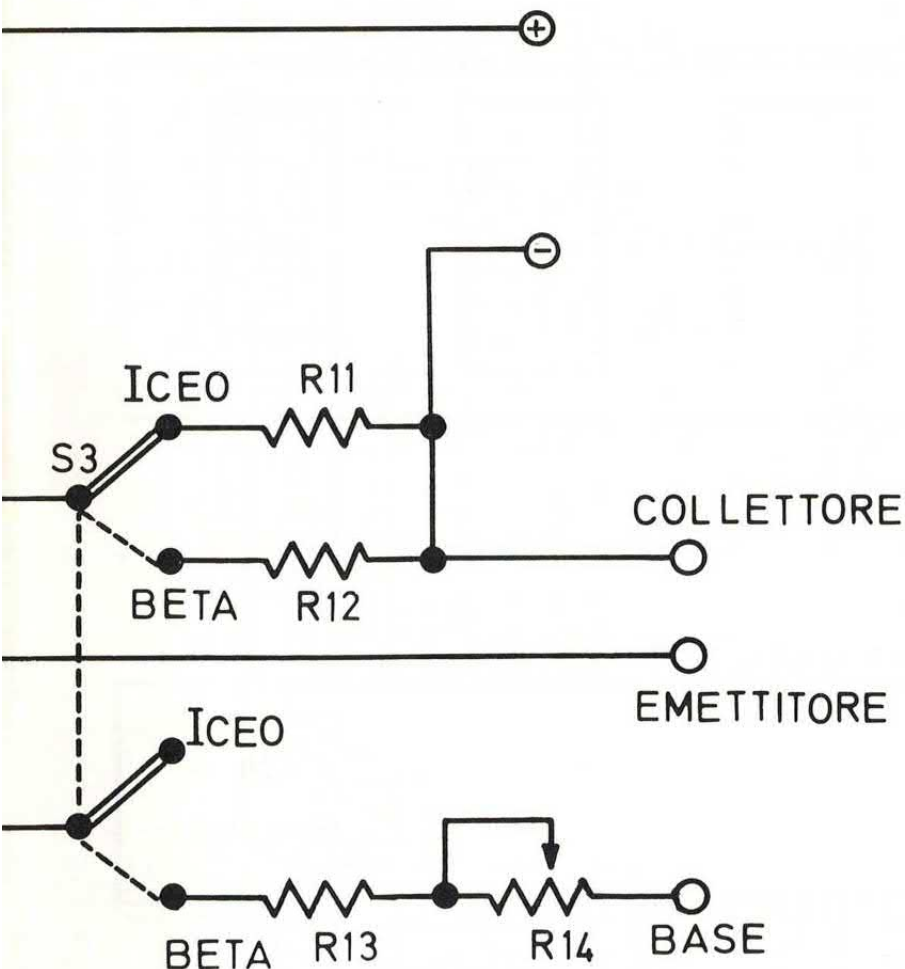 +
−
ICEO
R11
S3
COLLETTORE
BETA
R12
EMETTITORE
ICEO
BETA
R13
R14
BASE